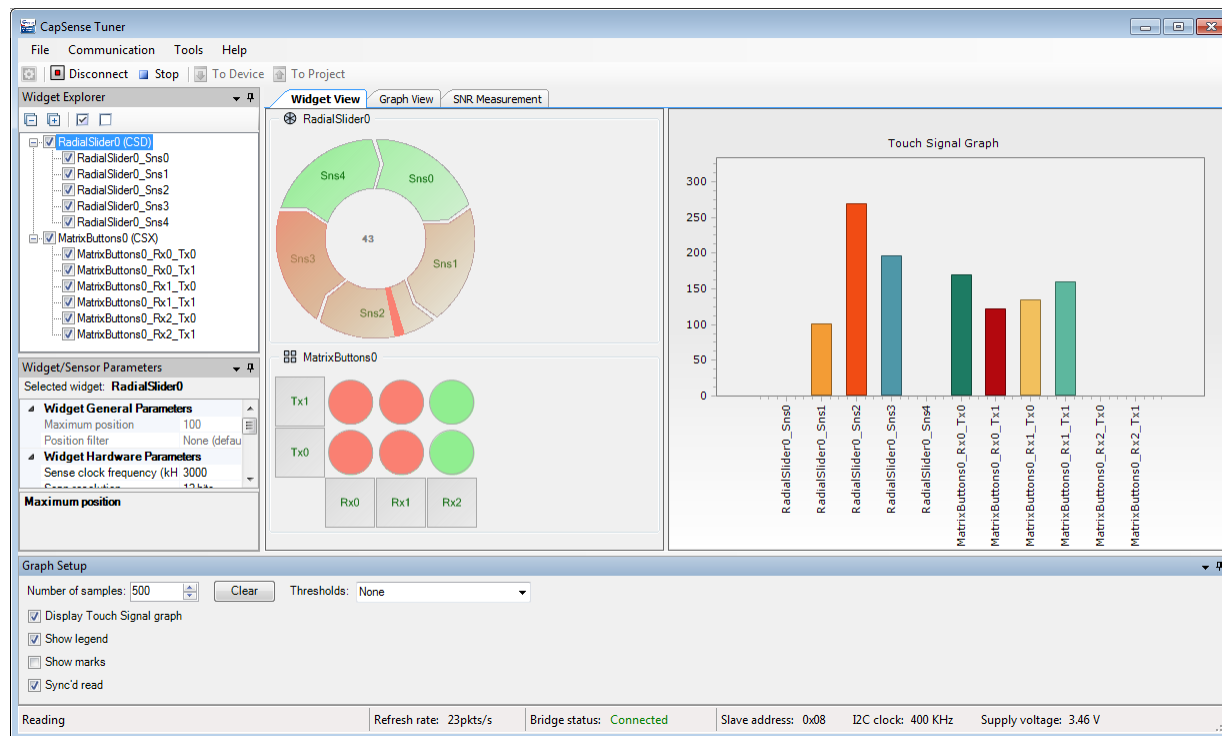 CapSense Tuner
File Communication Tools Help
Disconnect Stop To Device To Project
Widget Explorer
RadialSlider0 (CSD)
RadialSlider0_Sns0
RadialSlider0_Sns1
RadialSlider0_Sns2
RadialSlider0_Sns3
RadialSlider0_Sns4
MatrixButtons0 (CSX)
MatrixButtons0_Rx0_Tx0
MatrixButtons0_Rx0_Tx1
MatrixButtons0_Rx1_Tx0
MatrixButtons0_Rx1_Tx1
MatrixButtons0_Rx2_Tx0
MatrixButtons0_Rx2_Tx1
Widget/Sensor Parameters
Selected widget: RadialSlider0
Widget General Parameters
Maximum position 100
Position filter None (defau
Widget Hardware Parameters
Sense clock frequency (kH 3000
Maximum position
Widget View Graph View SNR Measurement
RadialSlider0
Sns4 Sns0
43
Sns3 Sns1
Sns2
MatrixButtons0
Tx1
Tx0
Rx0 Rx1 Rx2
Touch Signal Graph
300
250
200
150
100
50
0
RadialSlider0_Sns0
RadialSlider0_Sns1
RadialSlider0_Sns2
RadialSlider0_Sns3
RadialSlider0_Sns4
MatrixButtons0_Rx0_Tx0
MatrixButtons0_Rx0_Tx1
MatrixButtons0_Rx1_Tx0
MatrixButtons0_Rx1_Tx1
MatrixButtons0_Rx2_Tx0
MatrixButtons0_Rx2_Tx1
Graph Setup
Number of samples: 500 Clear Thresholds: None
Display Touch Signal graph
Show legend
Show marks
Sync'd read
Reading Refresh rate: 23pkts/s Bridge status: Connected Slave address: 0x08 I2C clock: 400 KHz Supply voltage: 3.46 V